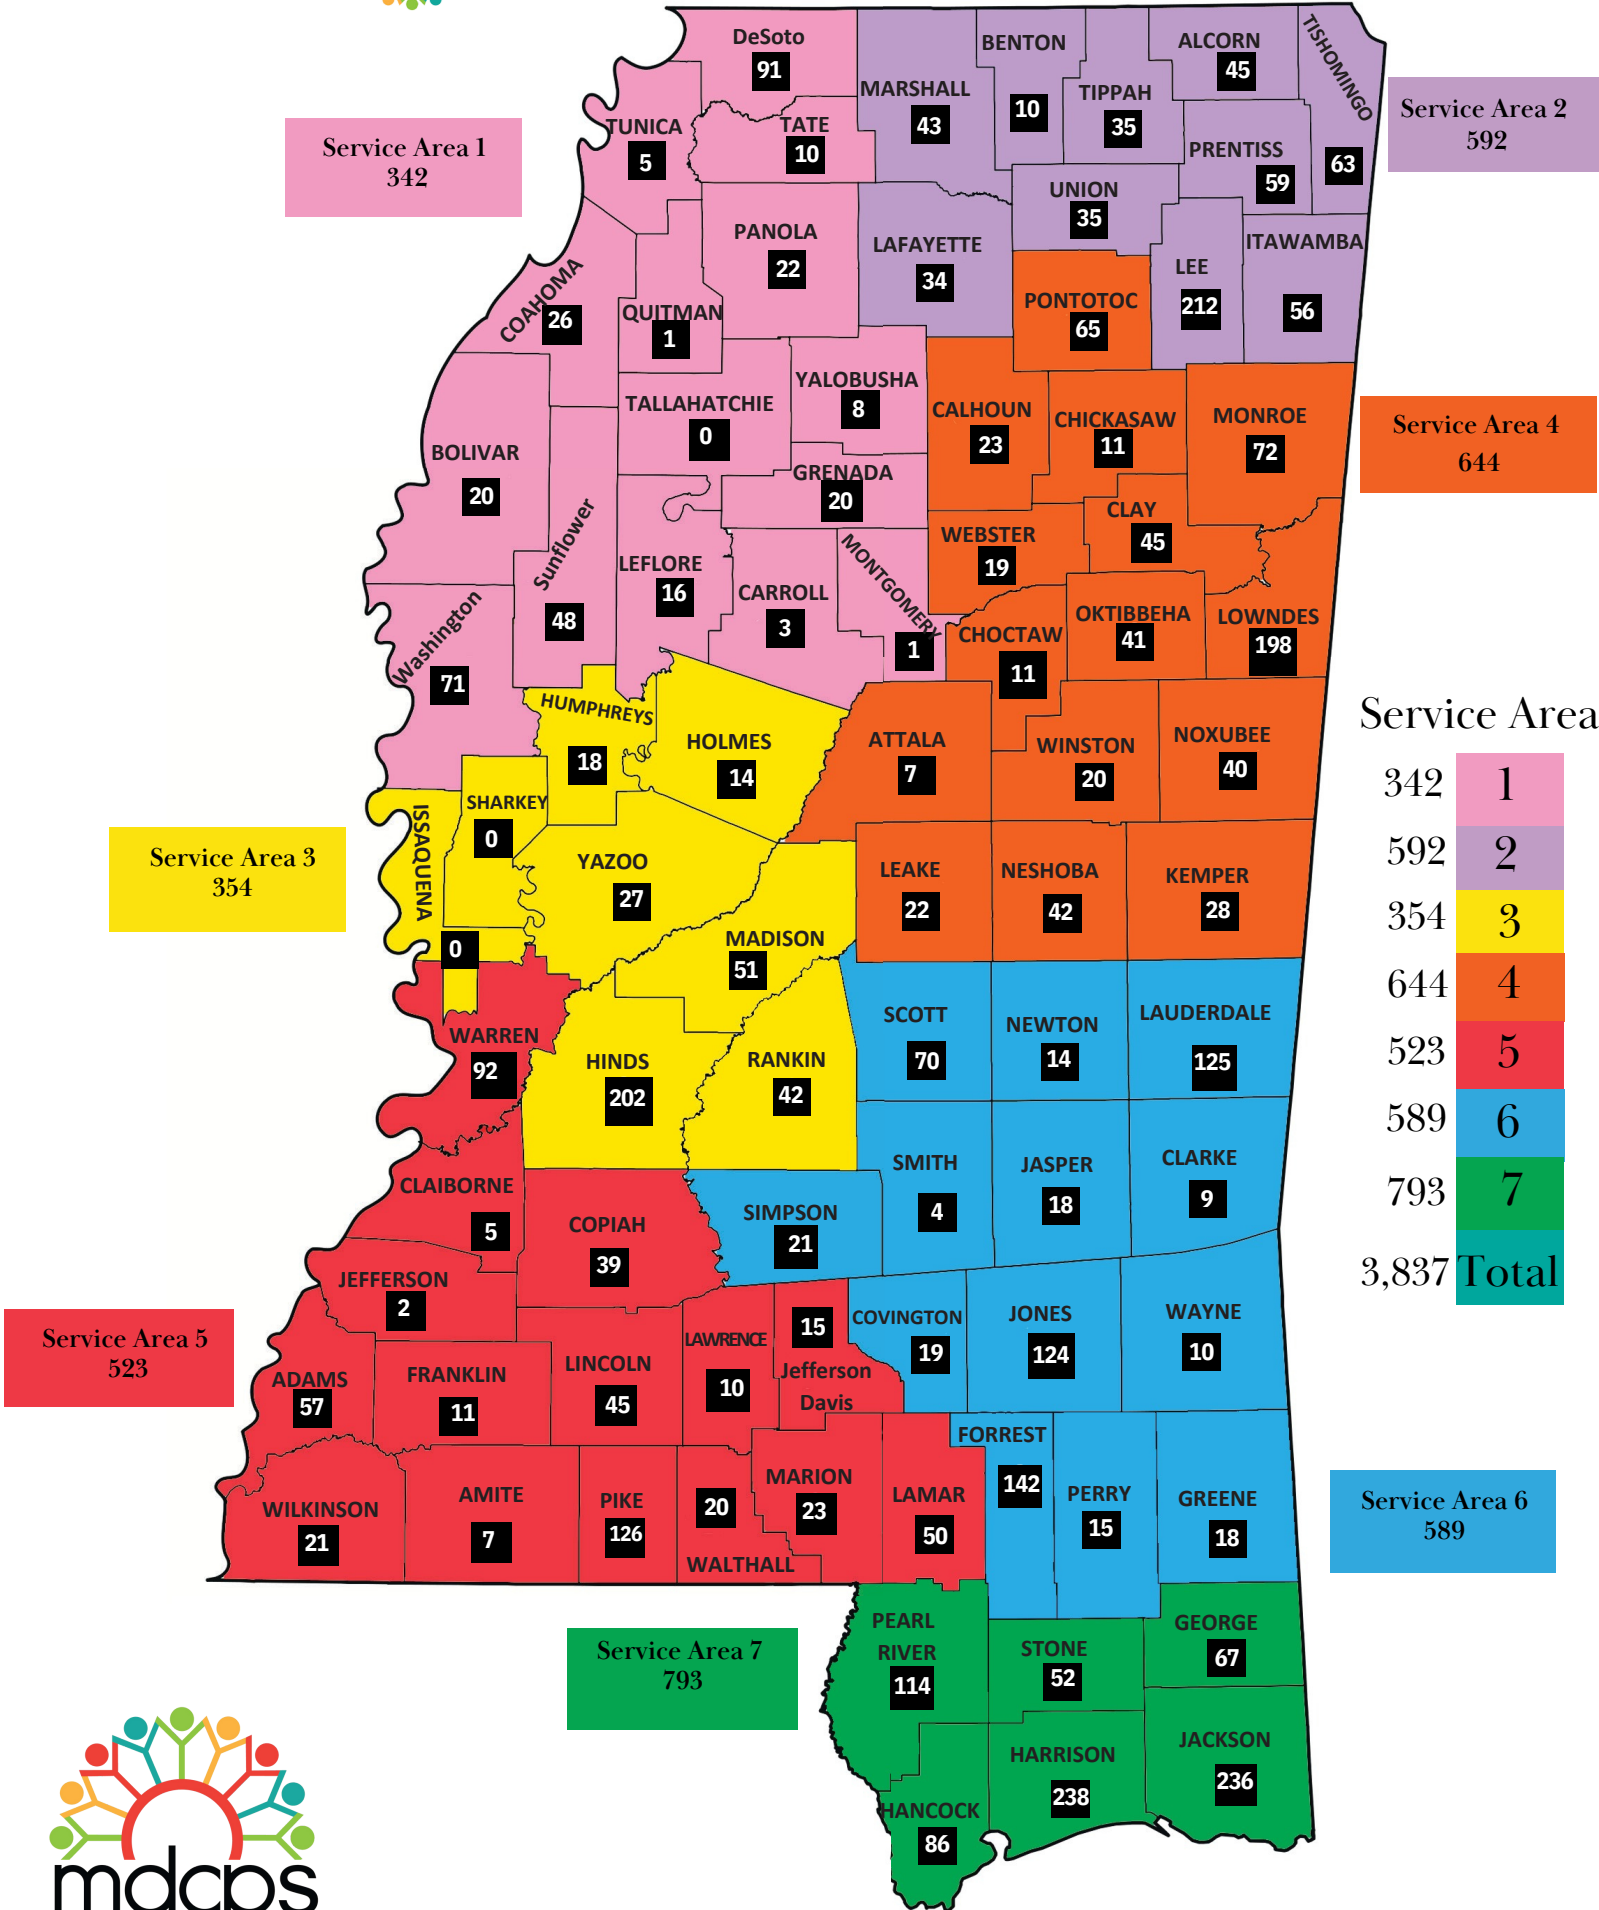 DeSoto
91
TUNICA
5
TATE
10
Service Area 1
342
PANOLA
22
COAHOMA
26
QUITMAN
1
TALLAHATCHIE
0
YALOBUSHA
8
BOLIVAR
20
GRENADA
20
Sunflower
48
LEFLORE
16
CARROLL
3
MONTGOMERY
1
Washington
71
MARSHALL
43
BENTON
10
TIPPAH
35
ALCORN
45
TISHOMINGO
63
PRENTISS
59
UNION
35
LAFAYETTE
34
LEE
212
ITAWAMBA
56
Service Area 2
592
PONTOTOC
65
CALHOUN
23
CHICKASAW
11
MONROE
72
Service Area 4
644
CLAY
45
WEBSTER
19
OKTIBBEHA
41
LOWNDES
198
CHOCTAW
11
ATTALA
7
WINSTON
20
NOXUBEE
40
LEAKE
22
NESHOBA
42
KEMPER
28
HUMPHREYS
18
HOLMES
14
SHARKEY
0
ISSAQUENA
0
YAZOO
27
MADISON
51
HINDS
202
RANKIN
42
Service Area 3
354
Service Area
342 1
592 2
354 3
644 4
523 5
589 6
793 7
3,837 Total
WARREN
92
CLAIBORNE
5
COPIAH
39
JEFFERSON
2
Service Area 5
523
ADAMS
57
FRANKLIN
11
LINCOLN
45
LAWRENCE
10
15
Jefferson
Davis
WILKINSON
21
AMITE
7
PIKE
126
20
WALTHALL
MARION
23
LAMAR
50
SCOTT
70
NEWTON
14
LAUDERDALE
125
SMITH
4
JASPER
18
CLARKE
9
SIMPSON
21
COVINGTON
19
JONES
124
WAYNE
10
FORREST
142
PERRY
15
GREENE
18
Service Area 6
589
Service Area 7
793
PEARL
RIVER
114
STONE
52
GEORGE
67
HANCOCK
86
HARRISON
238
JACKSON
236
mdcps